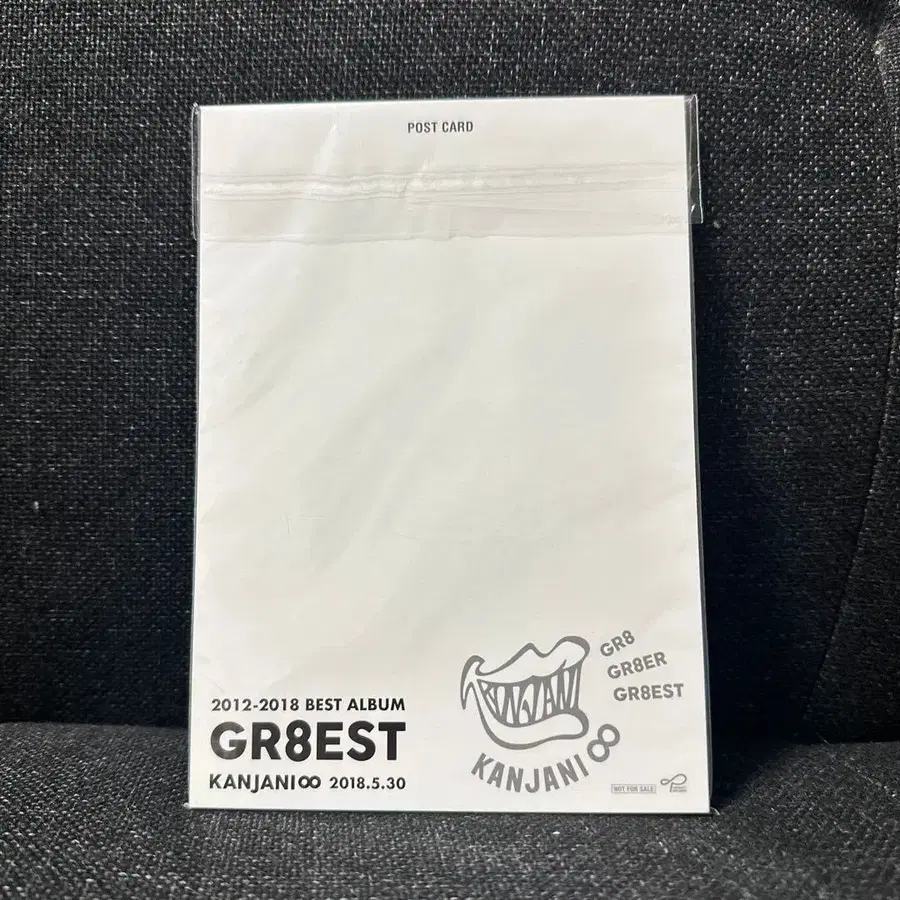 POST CARD
2012-2018 BEST ALBUM
GR8EST
KANJANI∞ 2018.5.30
KANJANI
KANJANI∞
GR8
GR8ER
GR8EST
NOT FOR SALE